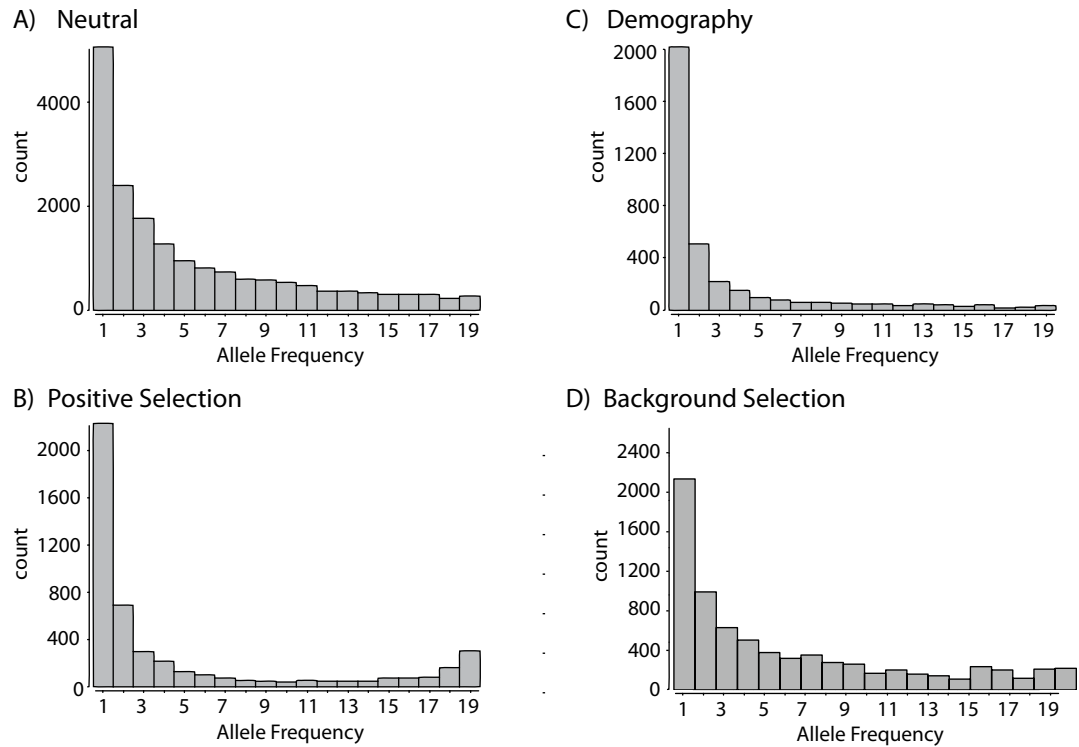 A) Neutral
4000
2000
0
count
1 3 5 7 9 11 13 15 17 19
Allele Frequency
B) Positive Selection
2000
1600
1200
800
400
0
count
1 3 5 7 9 11 13 15 17 19
Allele Frequency
C) Demography
2000
1600
1200
800
400
0
count
1 3 5 7 9 11 13 15 17 19
Allele Frequency
D) Background Selection
2400
2000
1600
1200
800
400
0
count
1 3 5 7 9 11 13 15 17 19
Allele Frequency